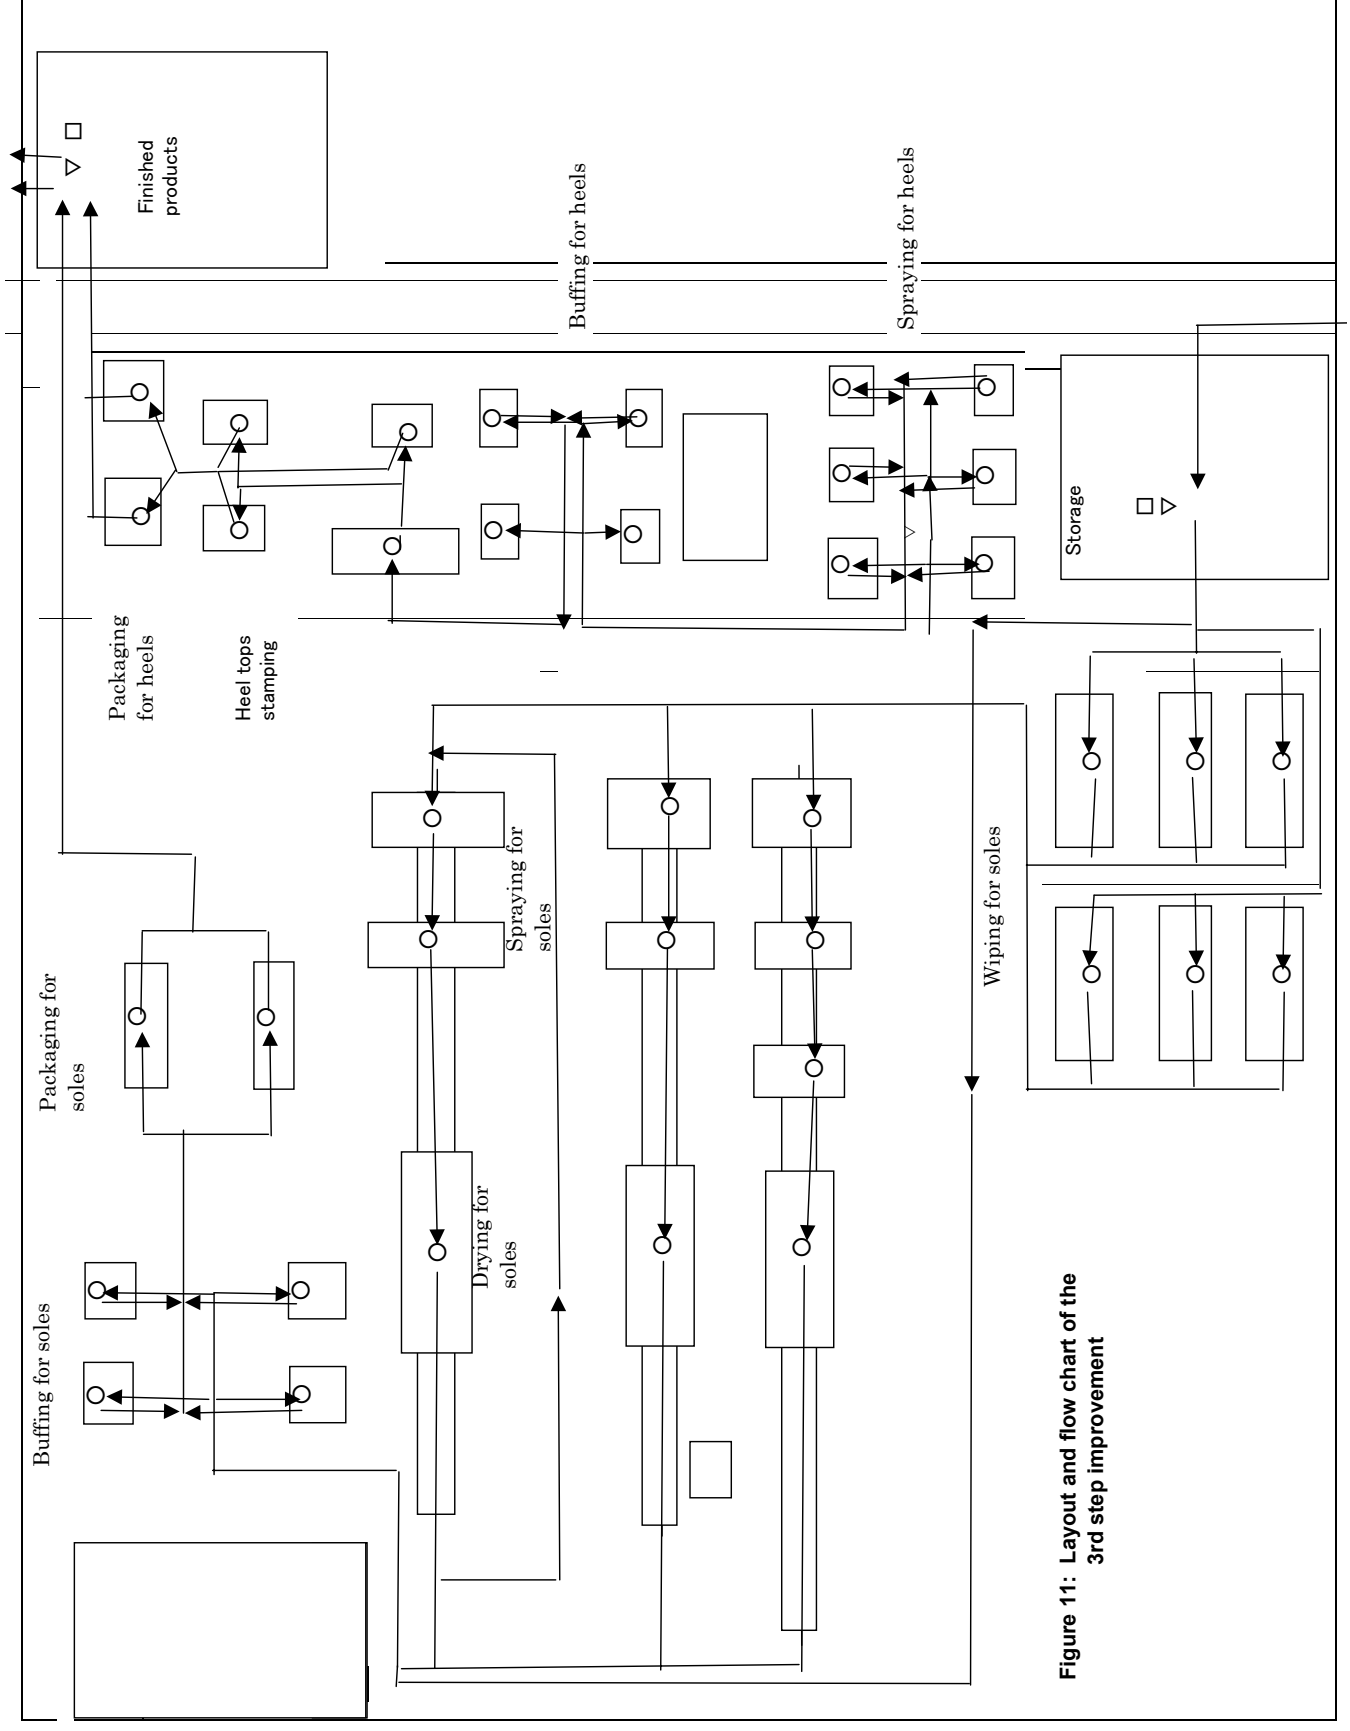 Finished
products
Buffing for heels
Spraying for heels
Storage
Packaging
for heels
Heel tops
stamping
Spraying for
soles
Wiping for soles
Packaging for
soles
Drying for
soles
Buffing for soles
Figure 11: Layout and flow chart of the
3rd step improvement